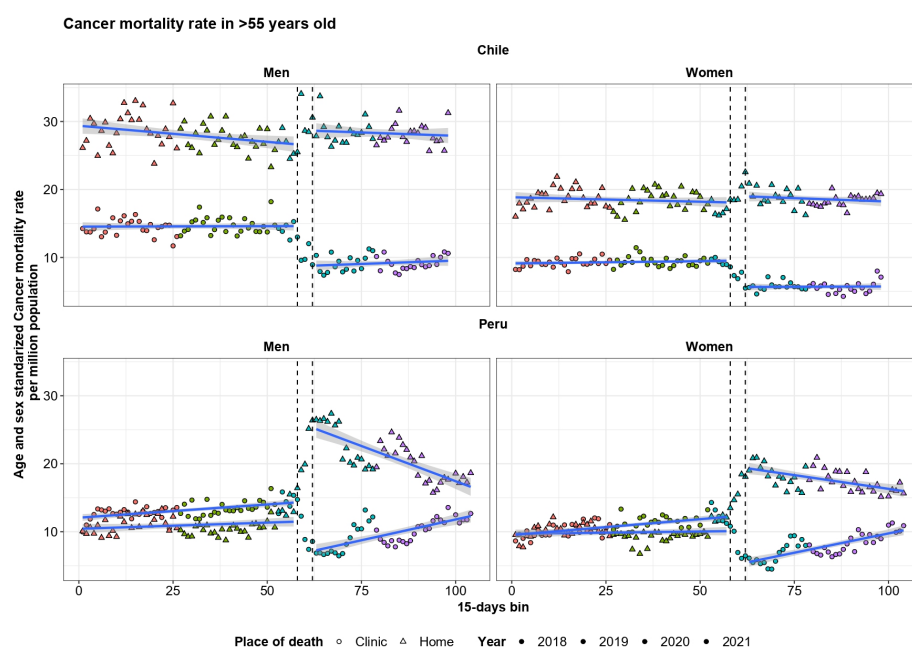 Cancer mortality rate in >55 years old
Chile
Men Women
30
20
10
Peru
Men Women
30
20
10
Age and sex standarized Cancer mortality rate
per million population
0 25 50 75 100 0 25 50 75 100
15-days bin
Place of death Clinic Home Year 2018 2019 2020 2021